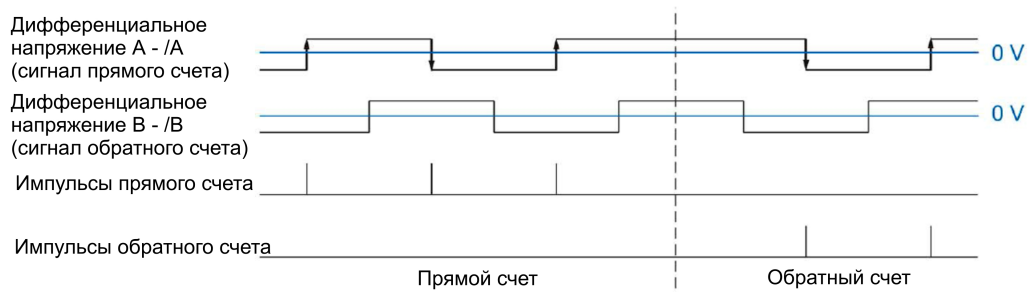 Дифференциальное
напряжение A - /A
(сигнал прямого счета)
0 V
Дифференциальное
напряжение B - /B
(сигнал обратного счета)
0 V
Импульсы прямого счета
Импульсы обратного счета
Прямой счет
Обратный счет